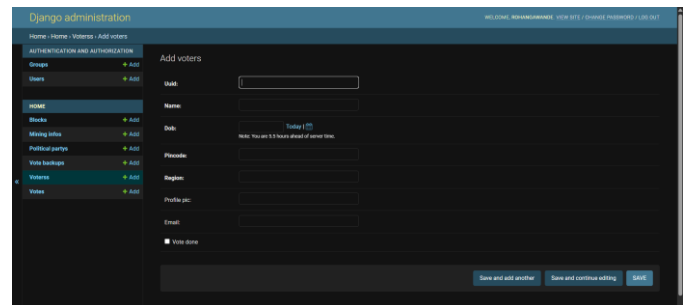 Django administration
WELCOME, ROHANGAWANDE. VIEW SITE / CHANGE PASSWORD / LOG OUT
Home › Home › Voterss › Add voters
AUTHENTICATION AND AUTHORIZATION
Groups + Add
Users + Add
HOME
Blocks + Add
Mining infos + Add
Political partys + Add
Vote backups + Add
Voterss + Add
Votes + Add
«
Add voters
Uuid:
Name:
Dob:
Today |
Note: You are 5.5 hours ahead of server time.
Pincode:
Region:
Profile pic:
Email:
Vote done
Save and add another
Save and continue editing
SAVE